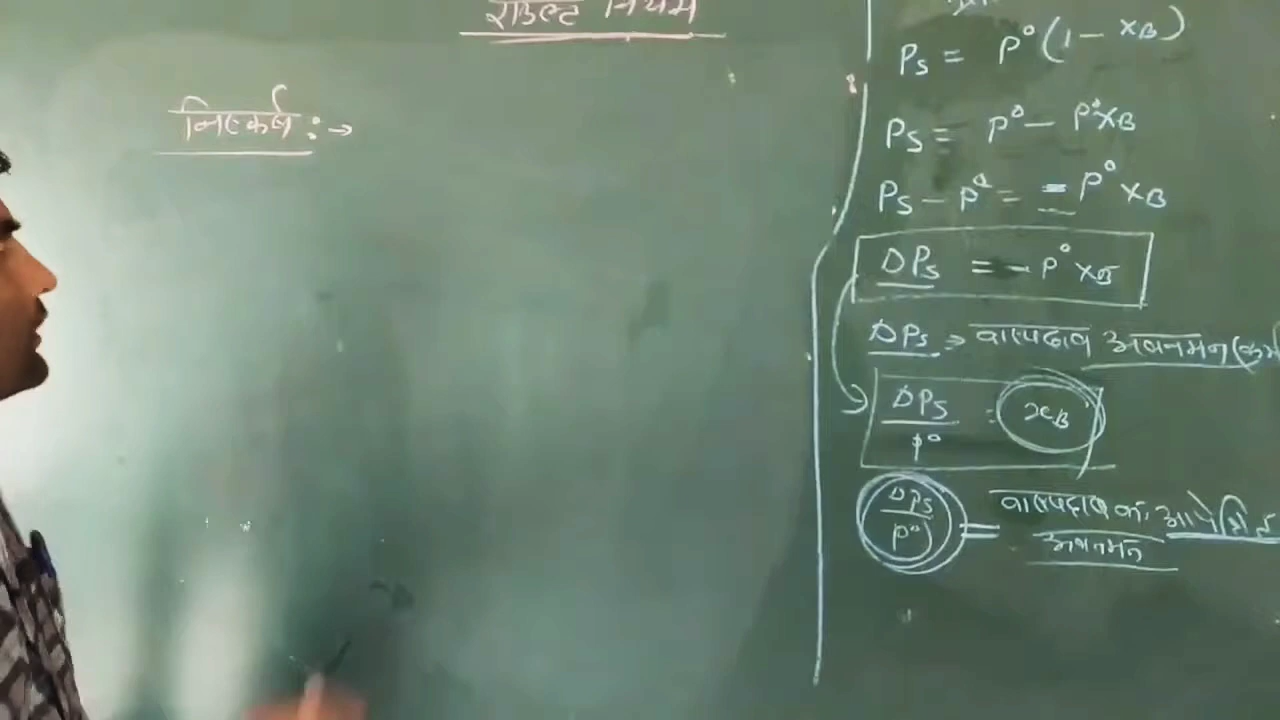 राउल्ट नियम
निष्कर्ष :→
Ps = P°(1 - xB)
Ps = P° - P°xB
Ps - P° = - P° xB
ΔPs = - P° xB
ΔPs ⇒ वाष्पदाब अवनमन (कम
ΔPs / P° = xB
ΔPs / P° = वाष्पदाब का आपेक्षित
अवनमन